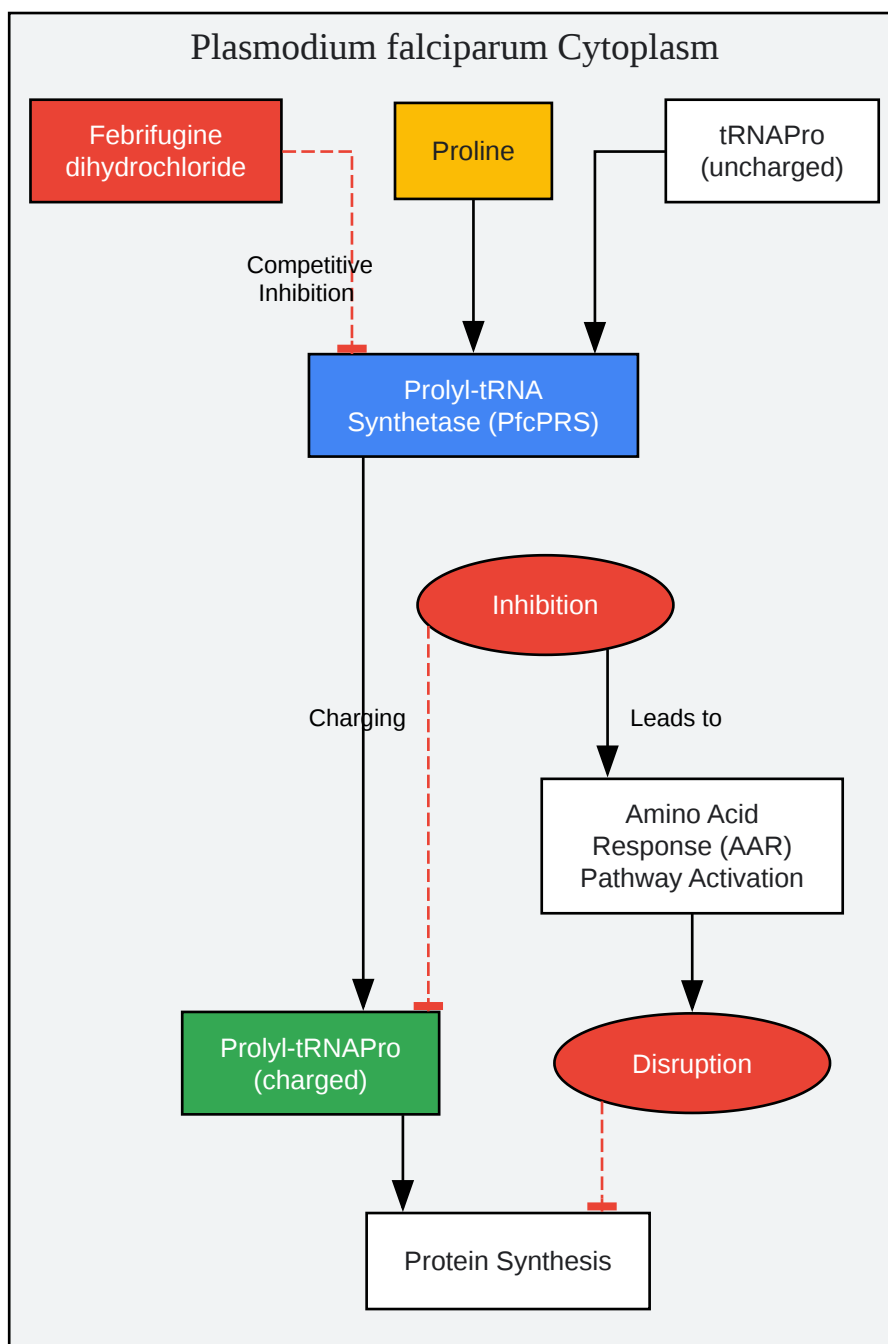 Plasmodium falciparum Cytoplasm
Febrifugine
dihydrochloride
Proline
tRNAPro
(uncharged)
Competitive
Inhibition
Prolyl-tRNA
Synthetase (PfcPRS)
Inhibition
Charging
Leads to
Amino Acid
Response (AAR)
Pathway Activation
Prolyl-tRNAPro
(charged)
Disruption
Protein Synthesis